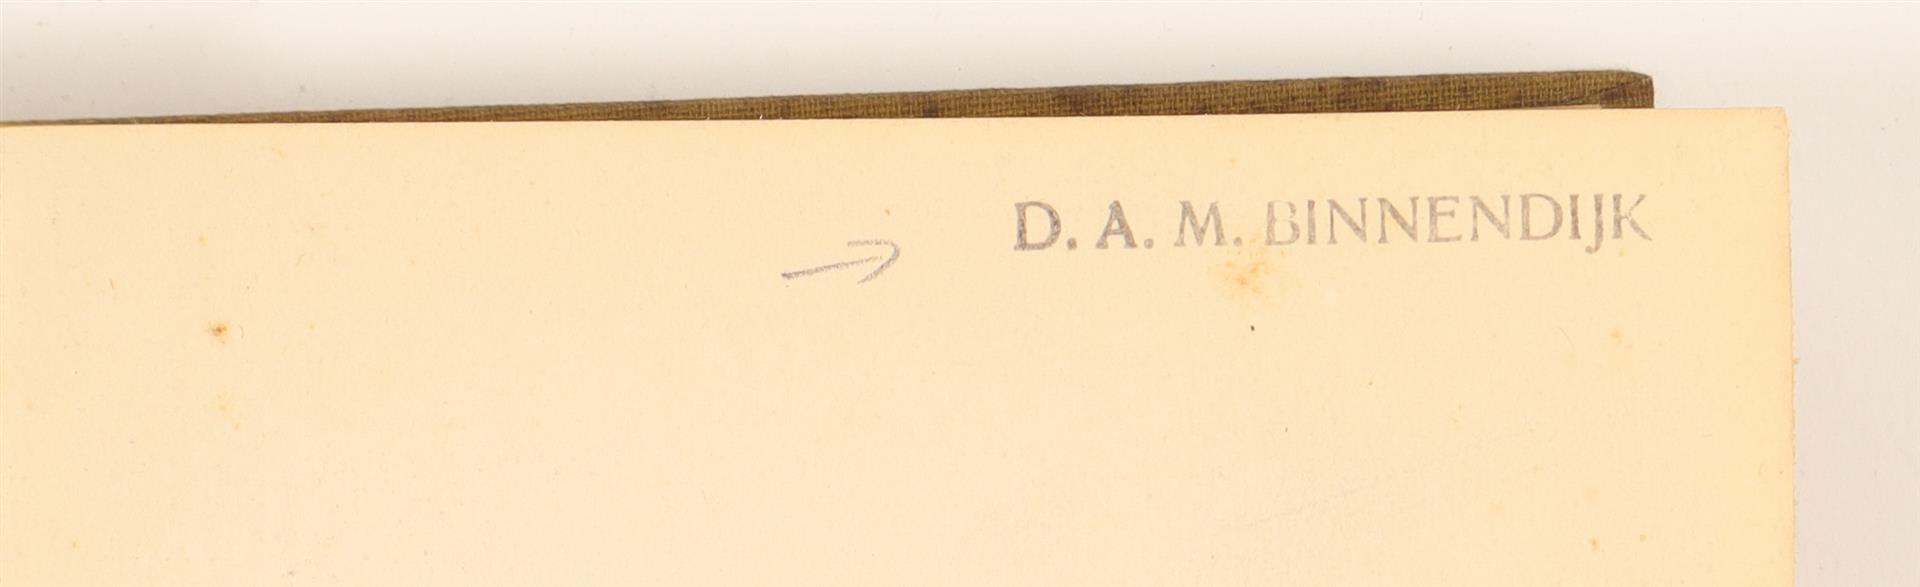 D. A. M. BINNENDIJK